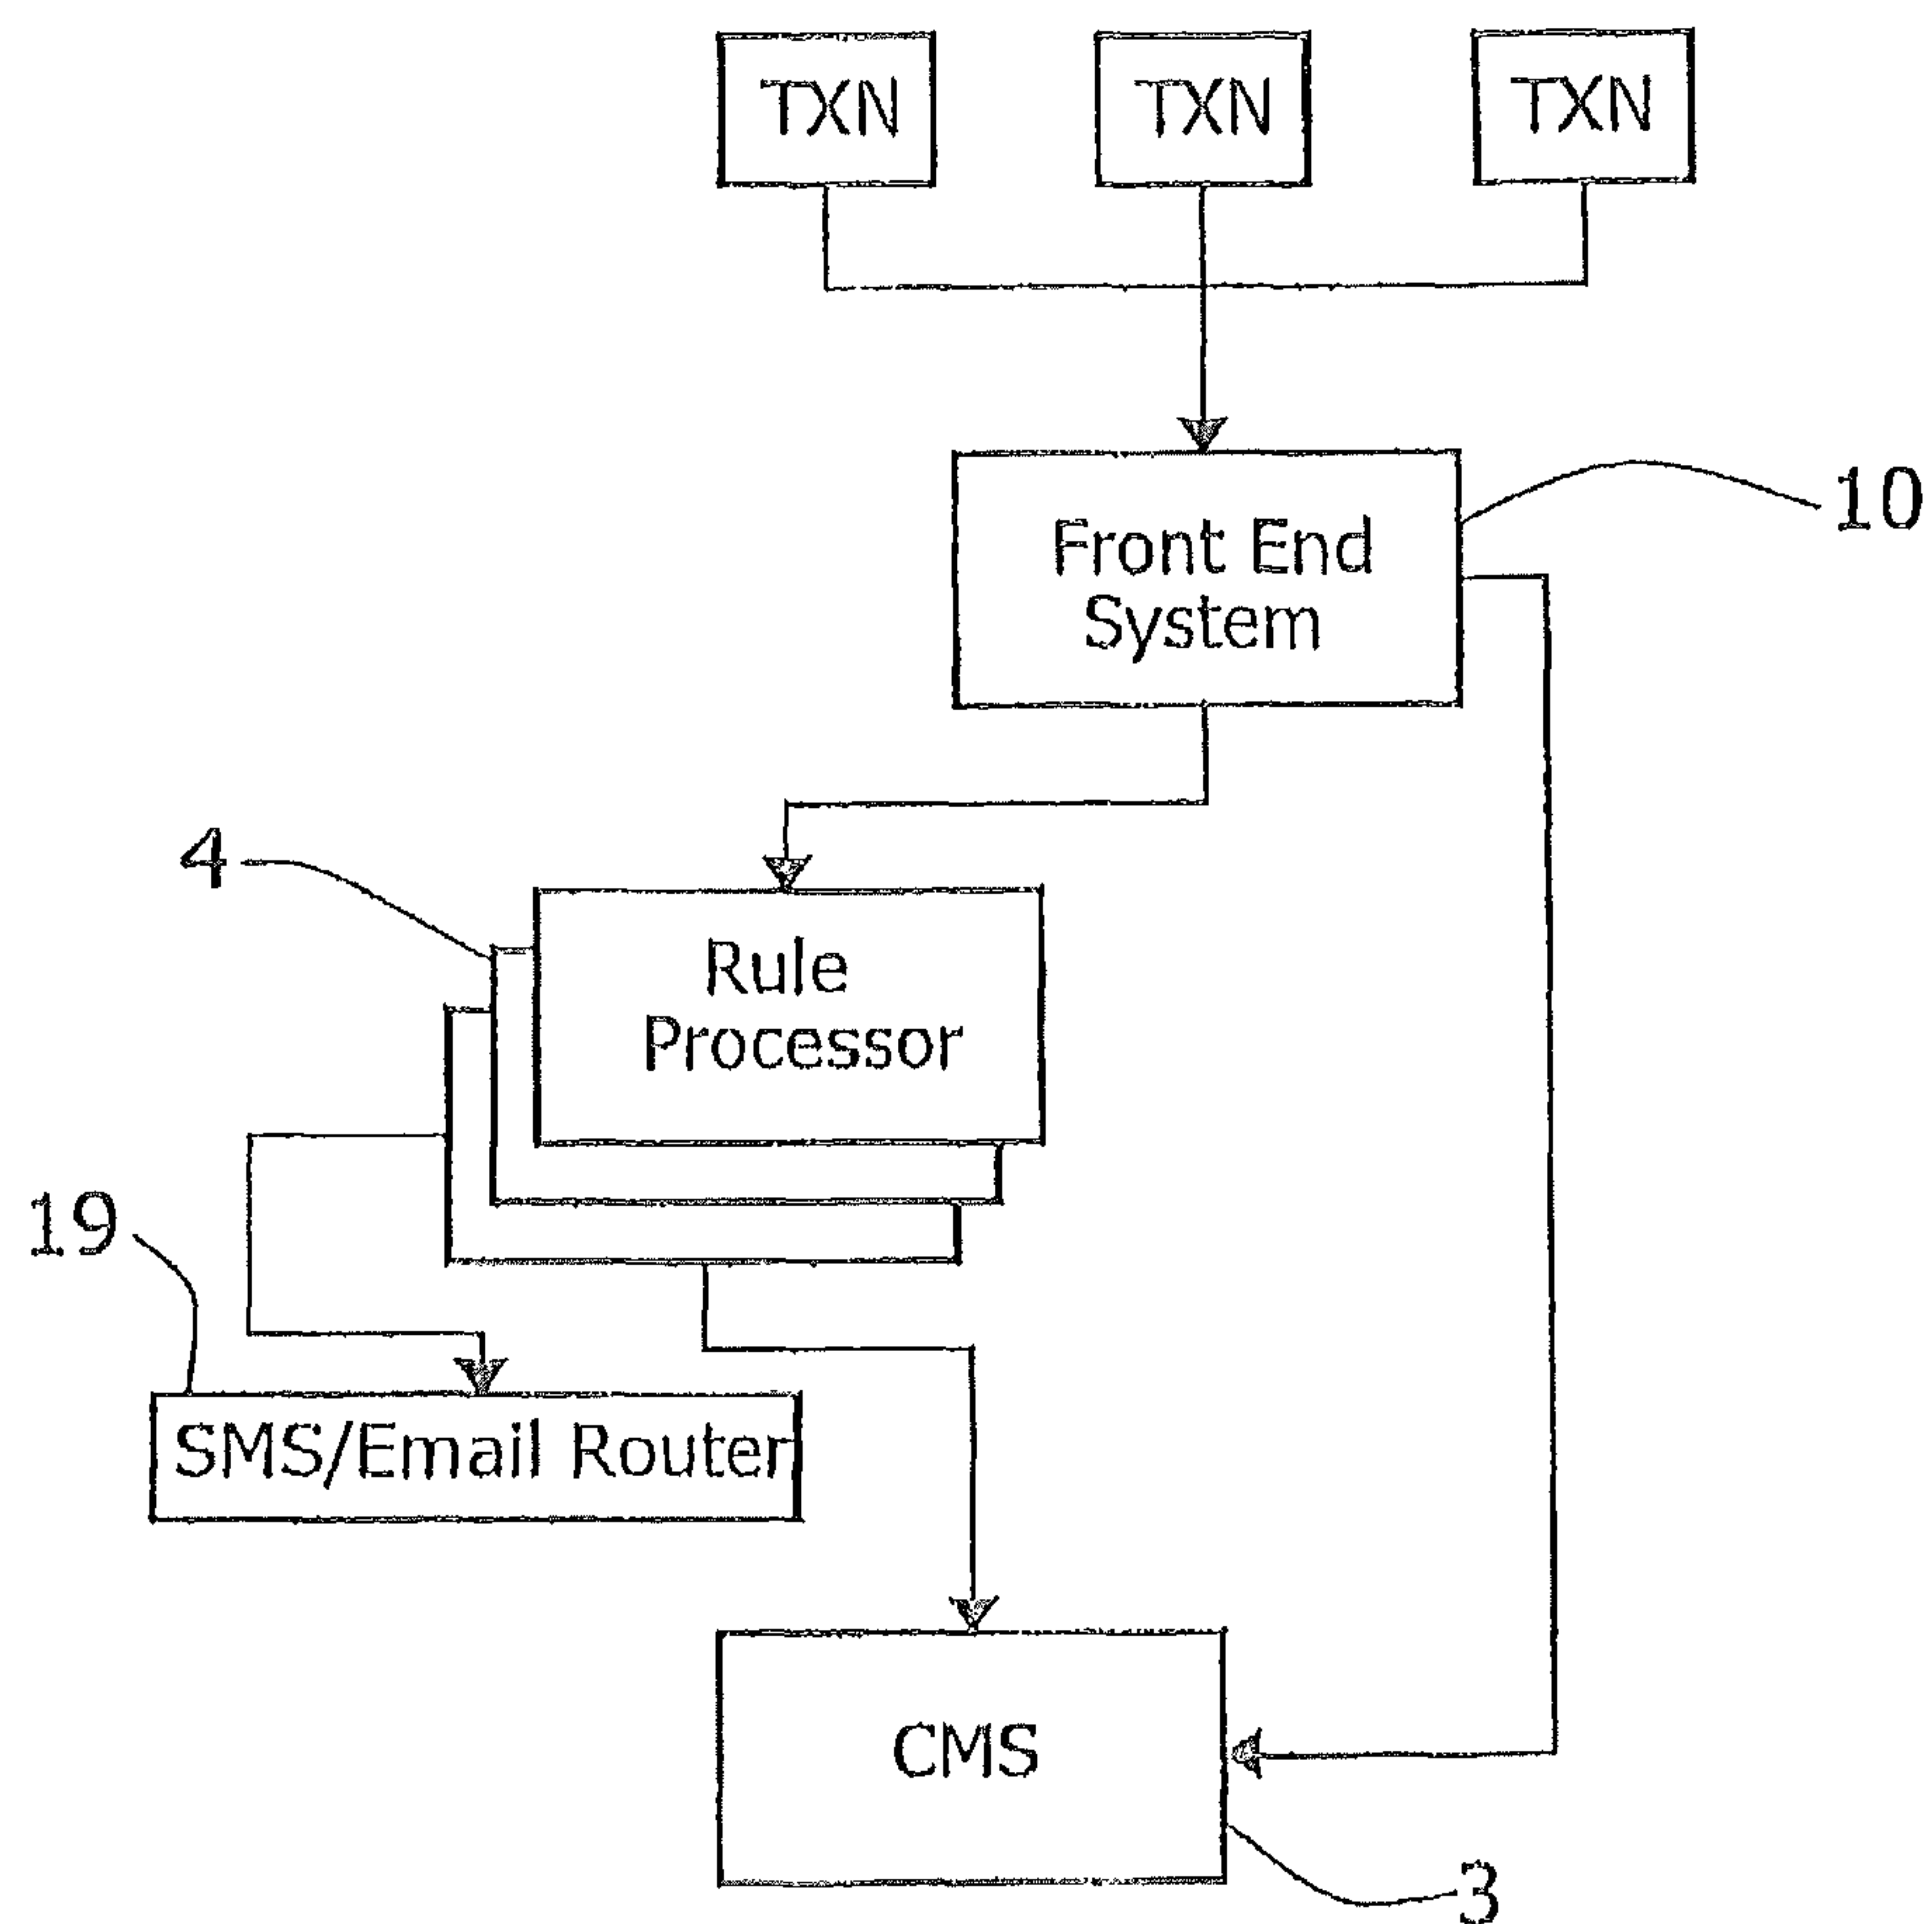 TXN
TXN
TXN
10
Front End
System
4
Rule
Processor
19
SMS/Email Router
CMS
3